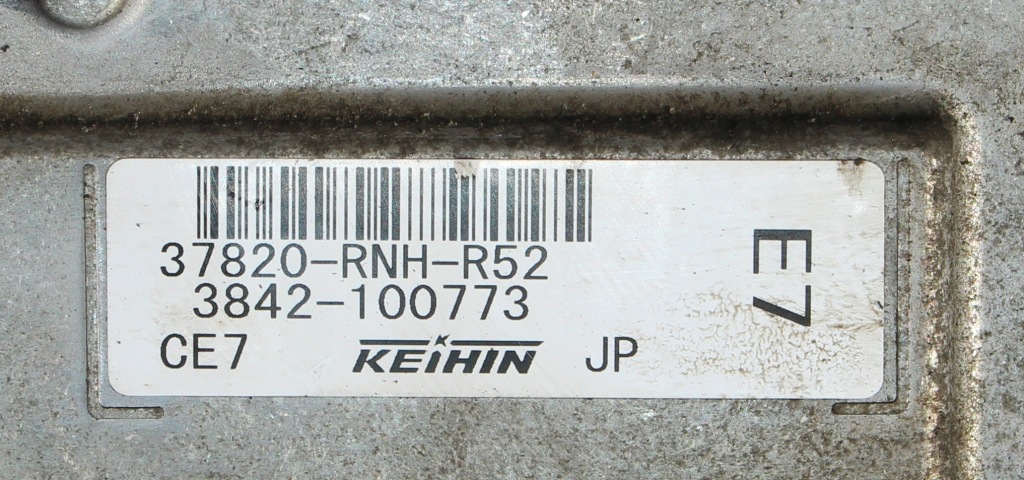 37820-RNH-R52
3842-100773
CE7 KEIHIN JP
E7